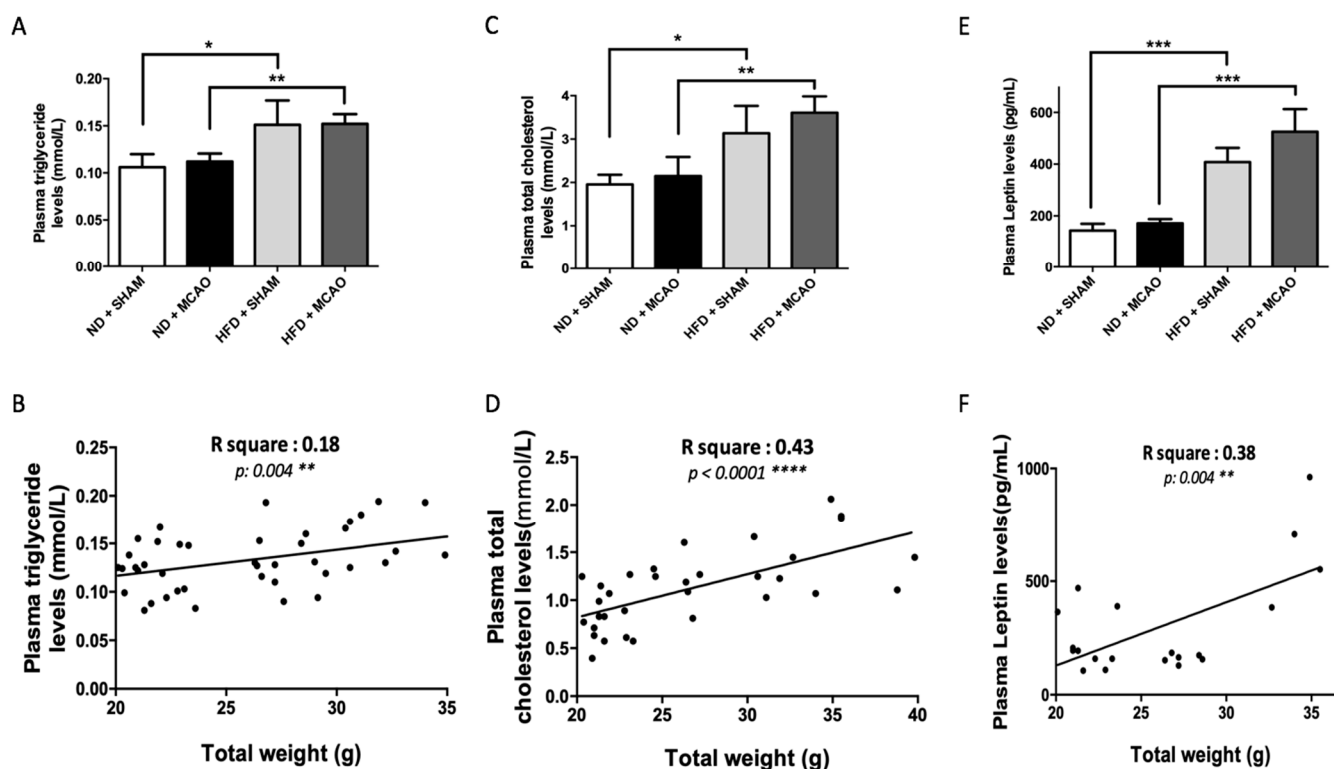 A
Plasma triglyceride
levels (mmol/L)
0.20
0.15
0.10
0.05
0.00
*
**
ND + SHAM
ND + MCAO
HFD + SHAM
HFD + MCAO
C
Plasma total cholesterol
levels (mmol/L)
4
3
2
1
0
*
**
ND + SHAM
ND + MCAO
HFD + SHAM
HFD + MCAO
E
Plasma Leptin levels (pg/mL)
600
400
200
0
***
***
ND + SHAM
ND + MCAO
HFD + SHAM
HFD + MCAO
B
R square : 0.18
p: 0.004 **
Plasma triglyceride
levels (mmol/L)
0.25
0.20
0.15
0.10
0.05
0.00
20
25
30
35
Total weight (g)
D
R square : 0.43
p < 0.0001 ****
Plasma total
cholesterol levels(mmol/L)
2.5
2.0
1.5
1.0
0.5
0.0
20
25
30
35
40
Total weight (g)
F
R square : 0.38
p: 0.004 **
Plasma Leptin levels(pg/mL)
1000
500
0
20
25
30
35
Total weight (g)